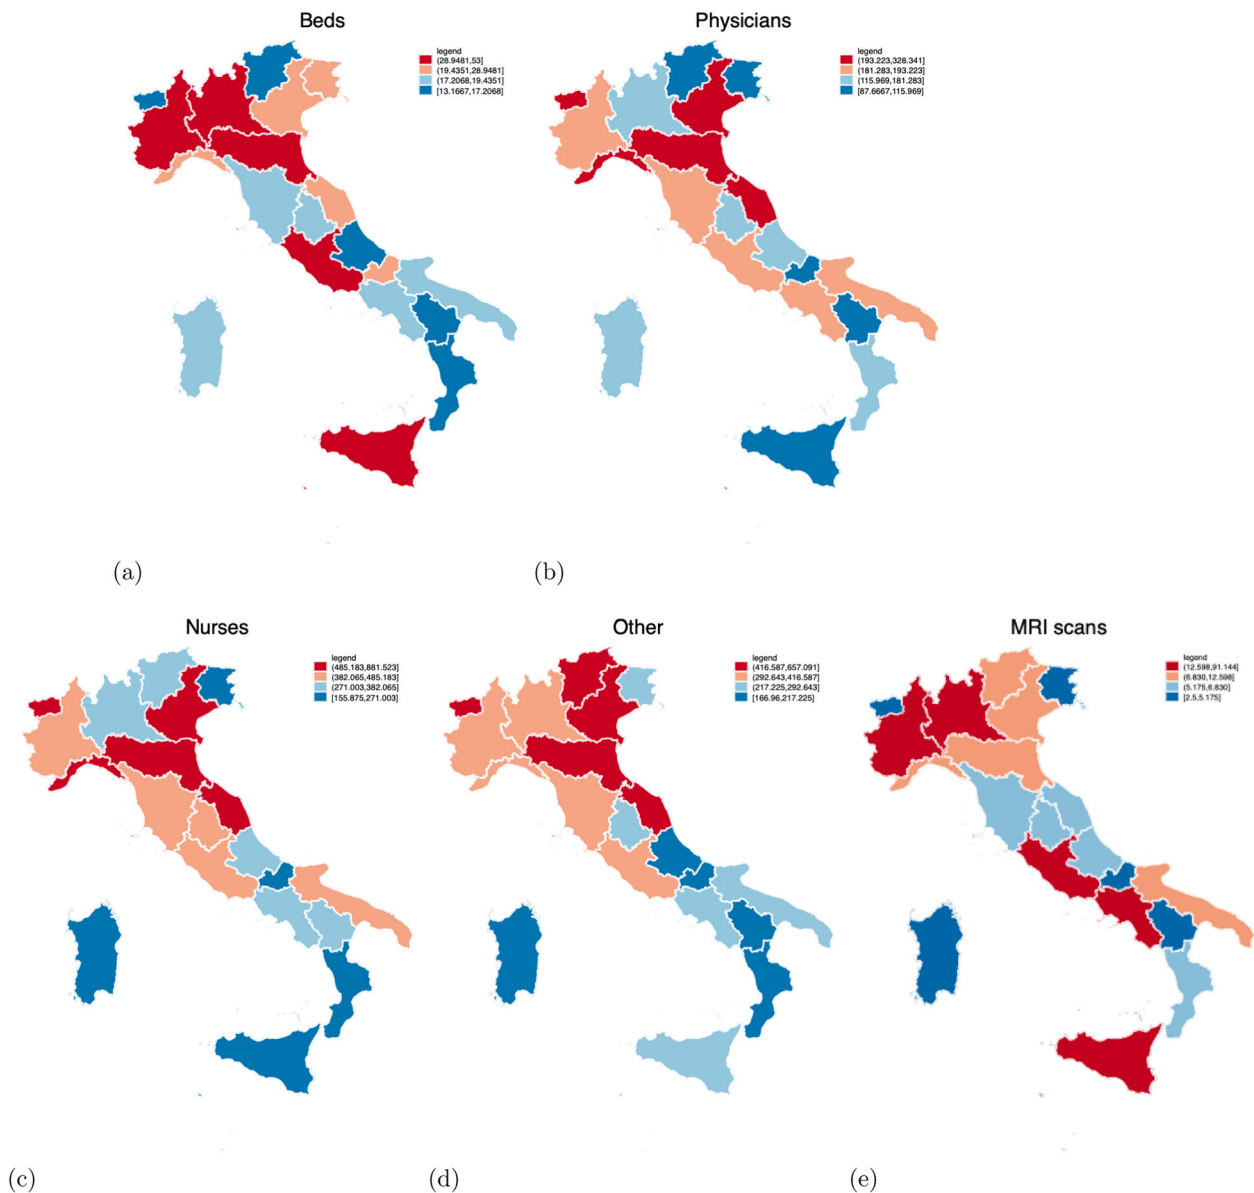 Beds
legend
(28.9481,53]
(19.4351,28.9481]
(17.2068,19.4351]
[13.1667,17.2068]
(a)
Physicians
legend
(193.223,328.341]
(181.283,193.223]
(115.969,181.283]
[87.6667,115.969]
(b)
Nurses
legend
(485.183,881.523]
(382.065,485.183]
(271.003,382.065]
[155.875,271.003]
(c)
Other
legend
(416.587,657.091]
(292.643,416.587]
(217.225,292.643]
[166.96,217.225]
(d)
MRI scans
legend
(12.598,91.144]
(6.830,12.598]
(5.175,6.830]
[2.5,5.175]
(e)